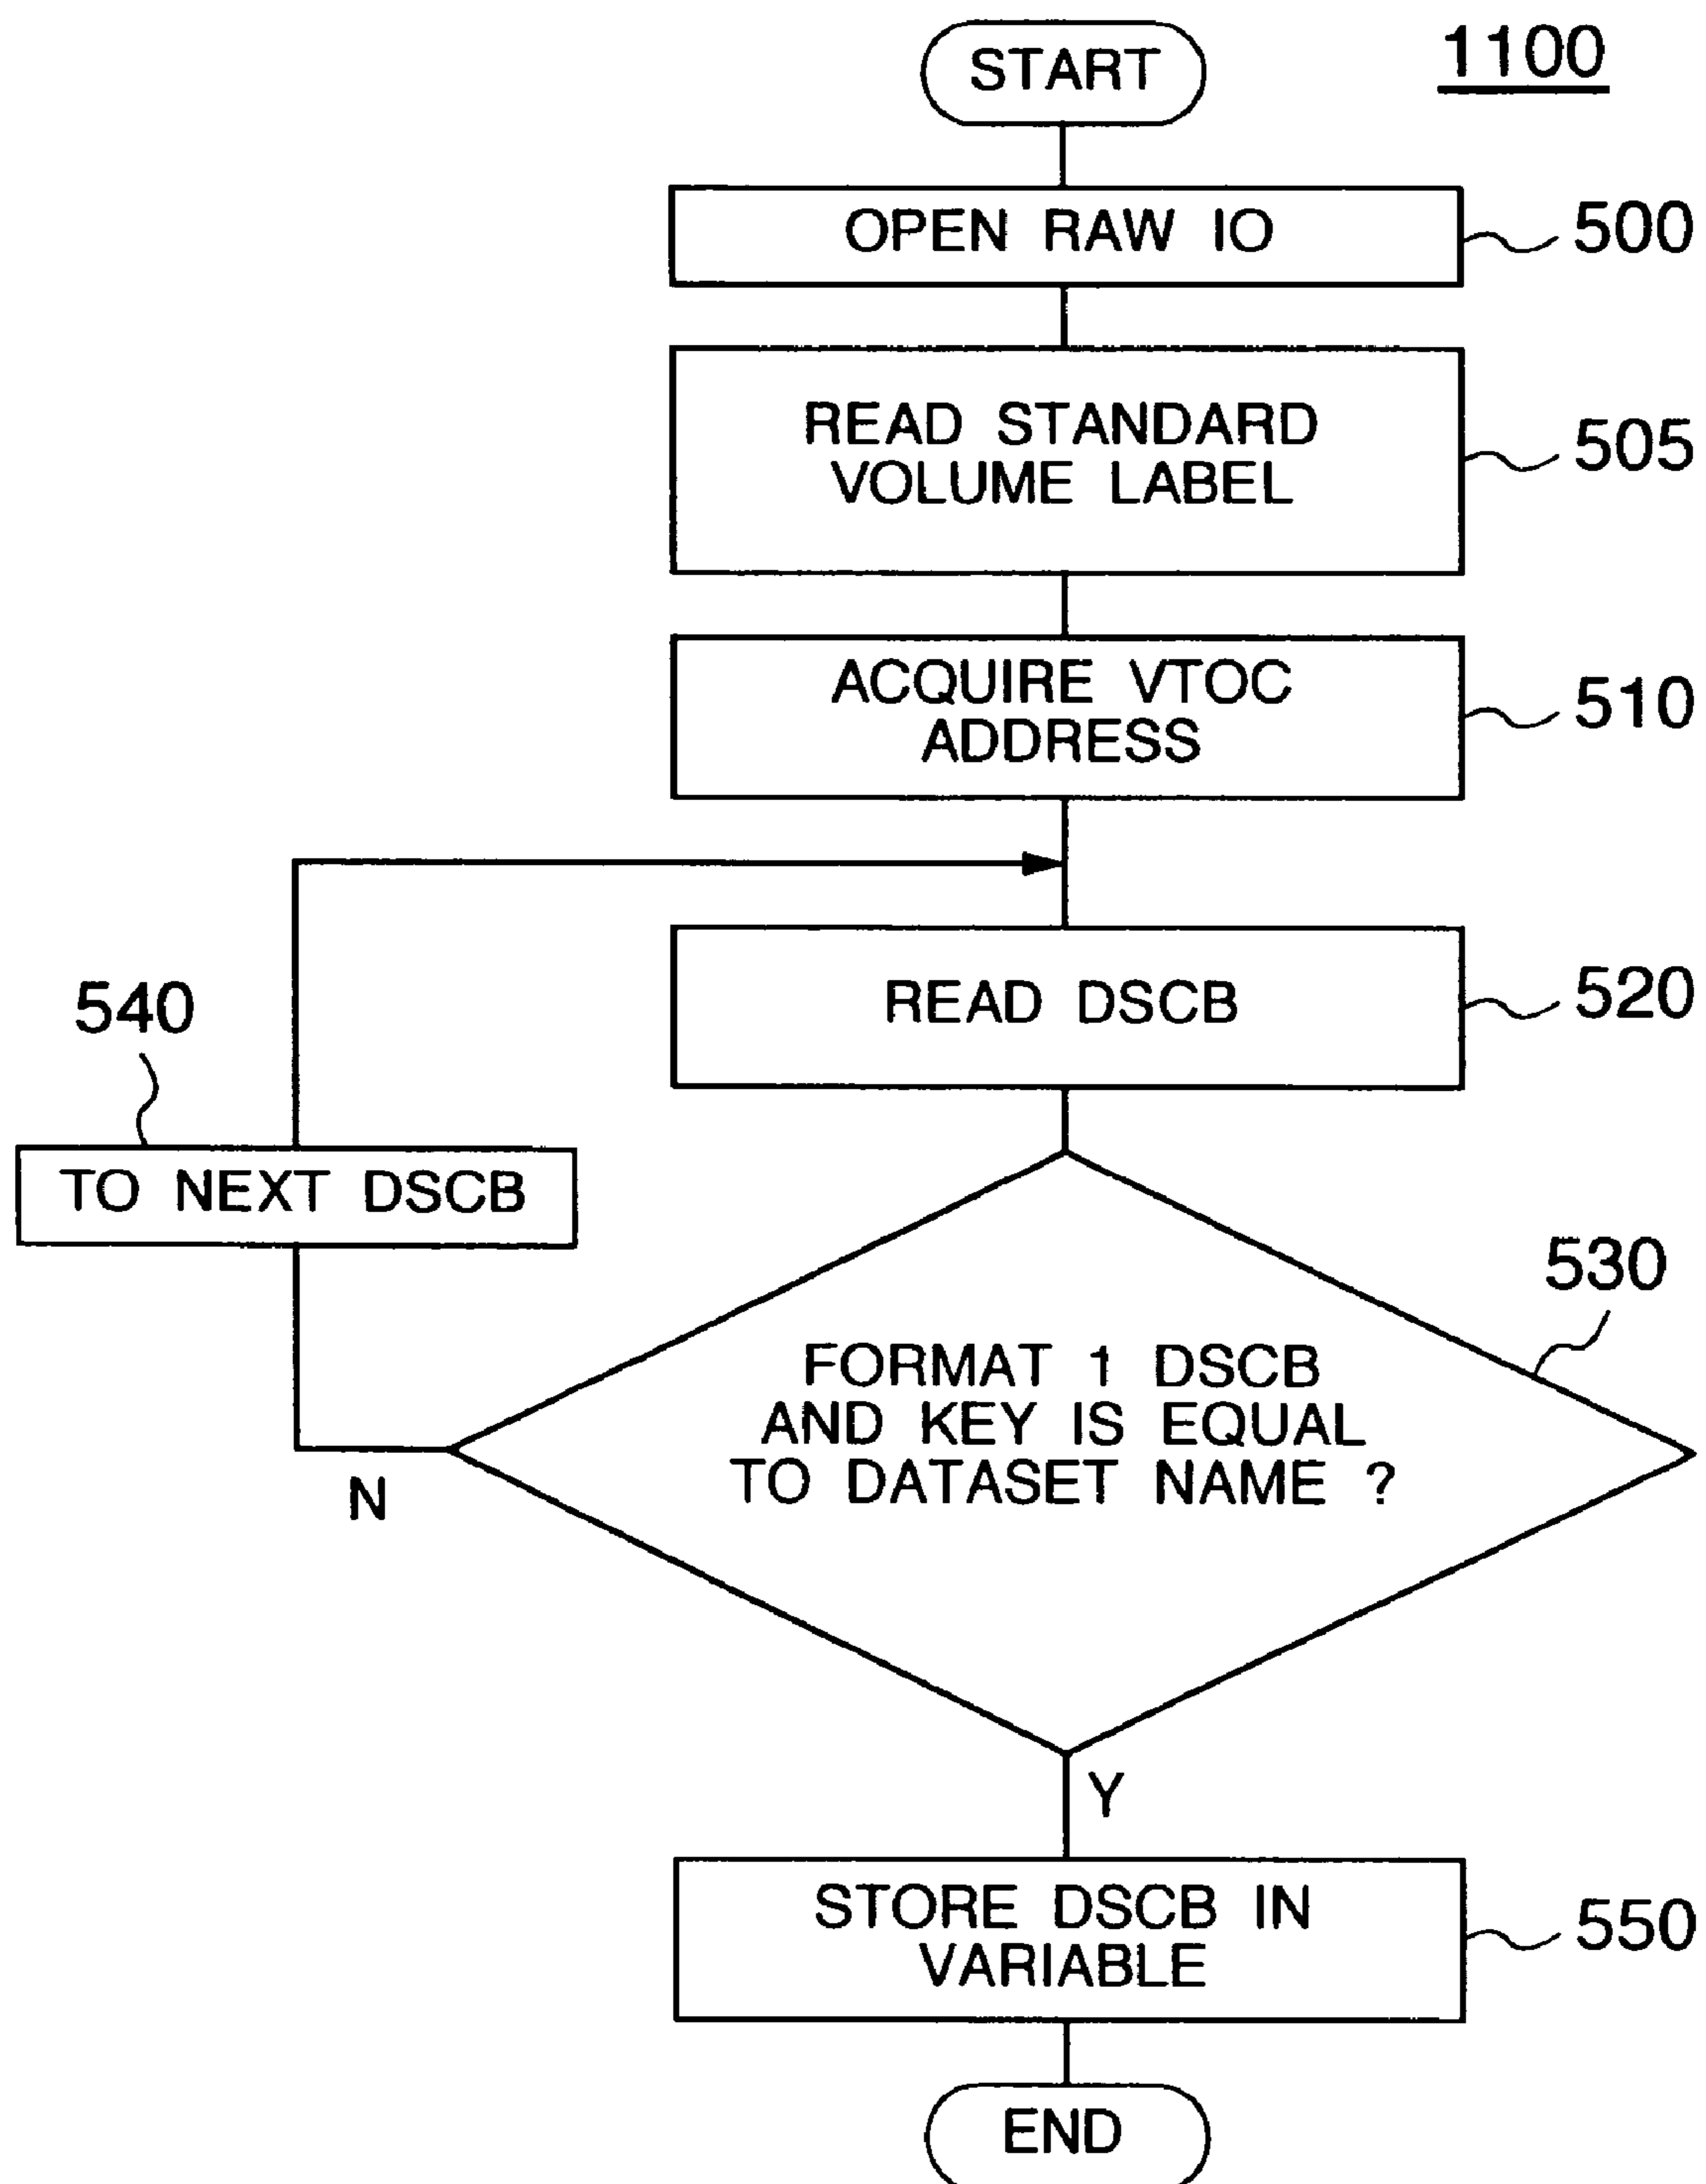 START
1100
OPEN RAW IO
500
READ STANDARD
VOLUME LABEL
505
ACQUIRE VTOC
ADDRESS
510
READ DSCB
520
540
TO NEXT DSCB
530
FORMAT 1 DSCB
AND KEY IS EQUAL
TO DATASET NAME ?
N
Y
STORE DSCB IN
VARIABLE
550
END